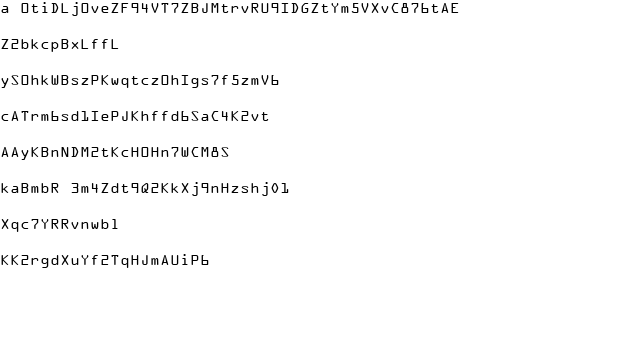 a OtiDLjOveZF94VT7ZBJMtrvRU9IDGZtYm5VXvC876tAE
Z2bkcpBxLffL
ySOhkWBszPKwqtczOhIgs7f5zmV6
cATrm6sd1IePJKhffd6SaC4K2vt
AAyKBnNDM2tKcHOHn7WCM8S
kaBmbR 3m4Zdt9Q2KkXj9nHzshj01
Xqc7YRRvnwb1
KK2rgdXuYf2TqHJmAUiP6